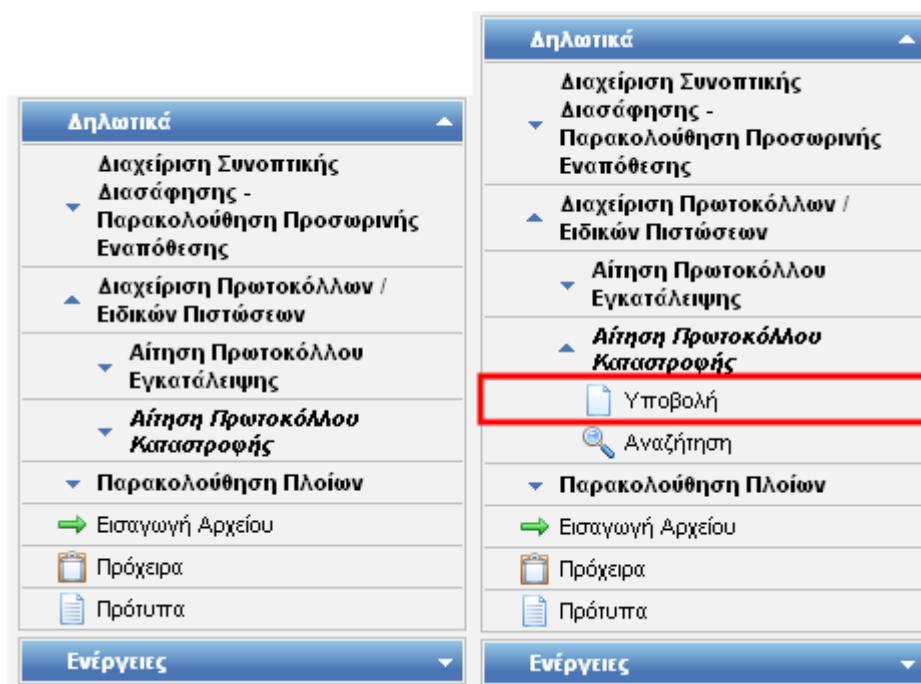 Δηλωτικά
Διαχείριση Συνοπτικής
Διασάφησης -
Παρακολούθηση Προσωρινής
Εναπόθεσης
Διαχείριση Πρωτοκόλλων /
Ειδικών Πιστώσεων
Αίτηση Πρωτοκόλλου
Εγκατάλειψης
Αίτηση Πρωτοκόλλου
Καταστροφής
Παρακολούθηση Πλοίων
Εισαγωγή Αρχείου
Πρόχειρα
Πρότυπα
Ενέργειες
Δηλωτικά
Διαχείριση Συνοπτικής
Διασάφησης -
Παρακολούθηση Προσωρινής
Εναπόθεσης
Διαχείριση Πρωτοκόλλων /
Ειδικών Πιστώσεων
Αίτηση Πρωτοκόλλου
Εγκατάλειψης
Αίτηση Πρωτοκόλλου
Καταστροφής
Υποβολή
Αναζήτηση
Παρακολούθηση Πλοίων
Εισαγωγή Αρχείου
Πρόχειρα
Πρότυπα
Ενέργειες